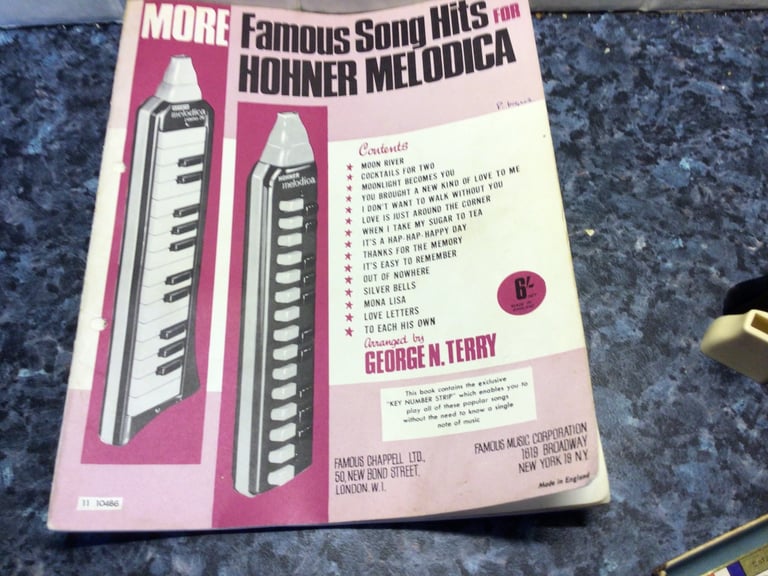 MORE Famous Song Hits FOR
HOHNER MELODICA
HOHNER
melodica
HOHNER
melodica
Contents
MOON RIVER
COCKTAILS FOR TWO
MOONLIGHT BECOMES YOU
YOU BROUGHT A NEW KIND OF LOVE TO ME
I DON'T WANT TO WALK WITHOUT YOU
LOVE IS JUST AROUND THE CORNER
WHEN I TAKE MY SUGAR TO TEA
IT'S A HAP-HAP-HAPPY DAY
THANKS FOR THE MEMORY
IT'S EASY TO REMEMBER
OUT OF NOWHERE
SILVER BELLS
MONA LISA
LOVE LETTERS
TO EACH HIS OWN
6/-
MADE IN
ENGLAND
Arranged by
GEORGE N. TERRY
This book contains the exclusive
"KEY NUMBER STRIP" which enables you to
play all of these popular songs
without the need to know a single
note of music
FAMOUS CHAPPELL LTD.,
50, NEW BOND STREET,
LONDON. W.I.
FAMOUS MUSIC CORPORATION
1619 BROADWAY
NEW YORK 19 N.Y.
Made in England
11 10486